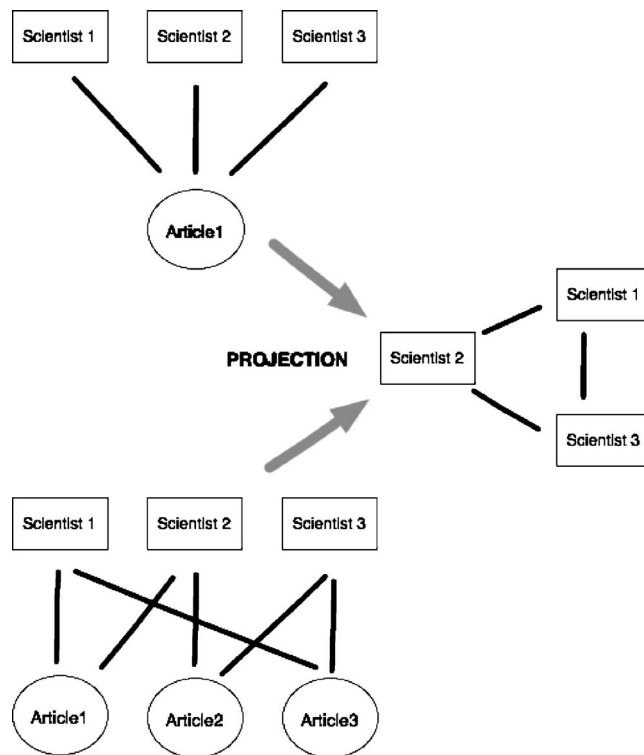 Scientist 1
Scientist 2
Scientist 3
Article1
Scientist 1
PROJECTION
Scientist 2
Scientist 3
Scientist 1
Scientist 2
Scientist 3
Article1
Article2
Article3